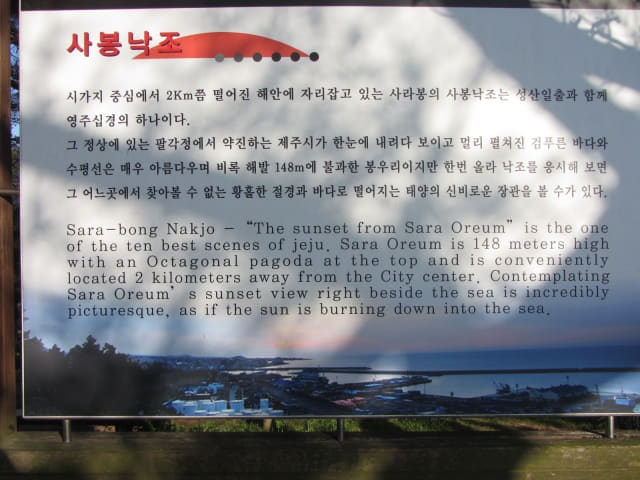 사봉낙조
시가지 중심에서 2Km쯤 떨어진 해안에 자리잡고 있는 사라봉의 사봉낙조는 성산일출과 함께
영주십경의 하나이다.
그 정상에 있는 팔각정에서 약진하는 제주시가 한눈에 내려다 보이고 멀리 펼쳐진 검푸른 바다와
수평선은 매우 아름다우며 비록 해발 148m에 불과한 봉우리이지만 한번 올라 낙조를 응시해 보면
그 어느곳에서 찾아볼 수 없는 황홀한 절경과 바다로 떨어지는 태양의 신비로운 장관을 볼 수가 있다.
Sara-bong Nakjo - “The sunset from Sara Oreum” is the one
of the ten best scenes of jeju. Sara Oreum is 148 meters high
with an Octagonal pagoda at the top and is conveniently
located 2 kilometers away from the City center. Contemplating
Sara Oreum’s sunset view right beside the sea is incredibly
picturesque, as if the sun is burning down into the sea.